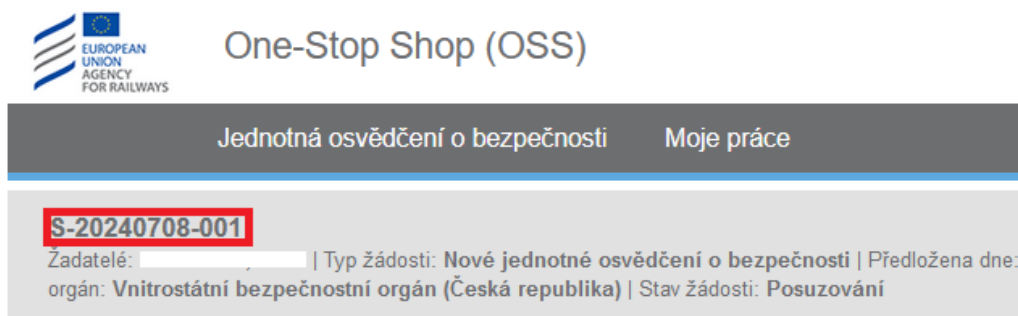 EUROPEAN
UNION
AGENCY
FOR RAILWAYS
One-Stop Shop (OSS)
Jednotná osvědčení o bezpečnosti Moje práce
S-20240708-001
Žadatelé: | Typ žádosti: Nové jednotné osvědčení o bezpečnosti | Předložena dne:
orgán: Vnitrostátní bezpečnostní orgán (Česká republika) | Stav žádosti: Posuzování